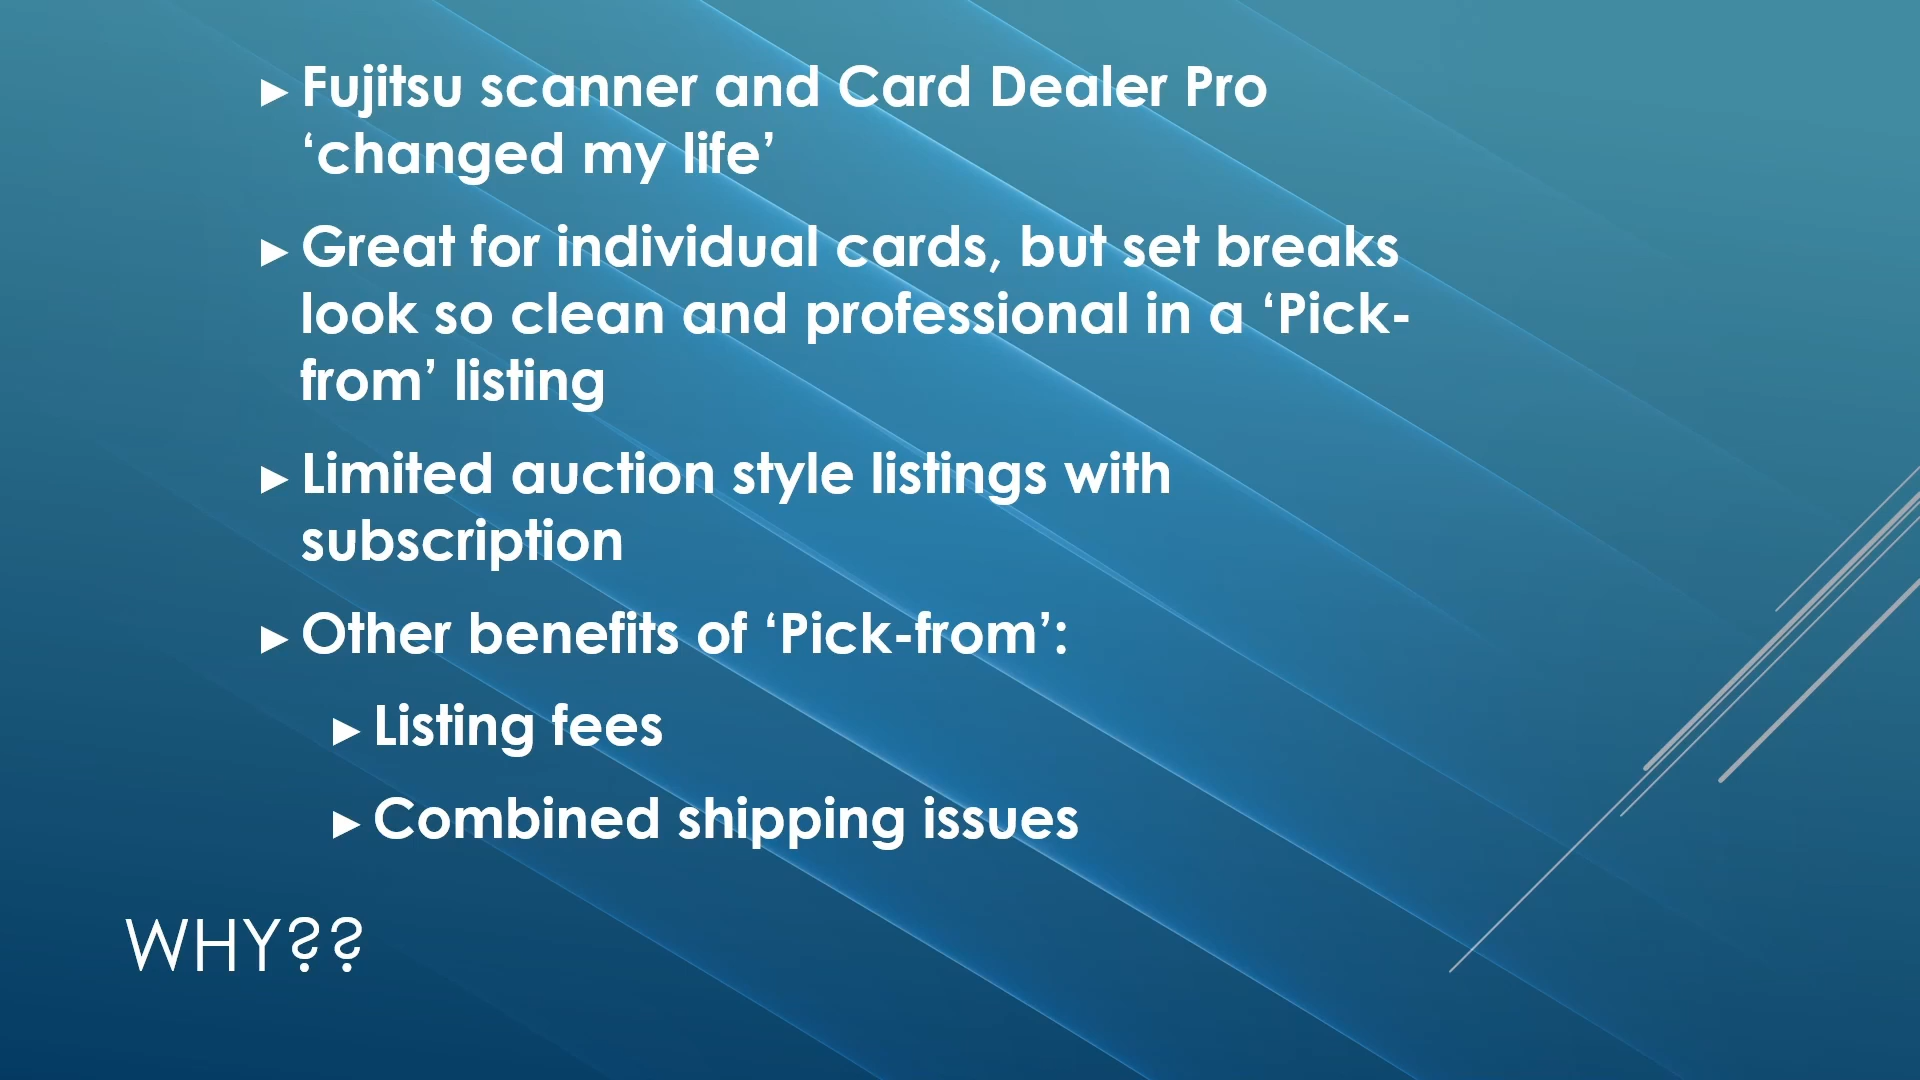 ► Fujitsu scanner and Card Dealer Pro
‘changed my life’
► Great for individual cards, but set breaks
look so clean and professional in a ‘Pick-
from’ listing
► Limited auction style listings with
subscription
► Other benefits of ‘Pick-from’:
► Listing fees
► Combined shipping issues
WHY??